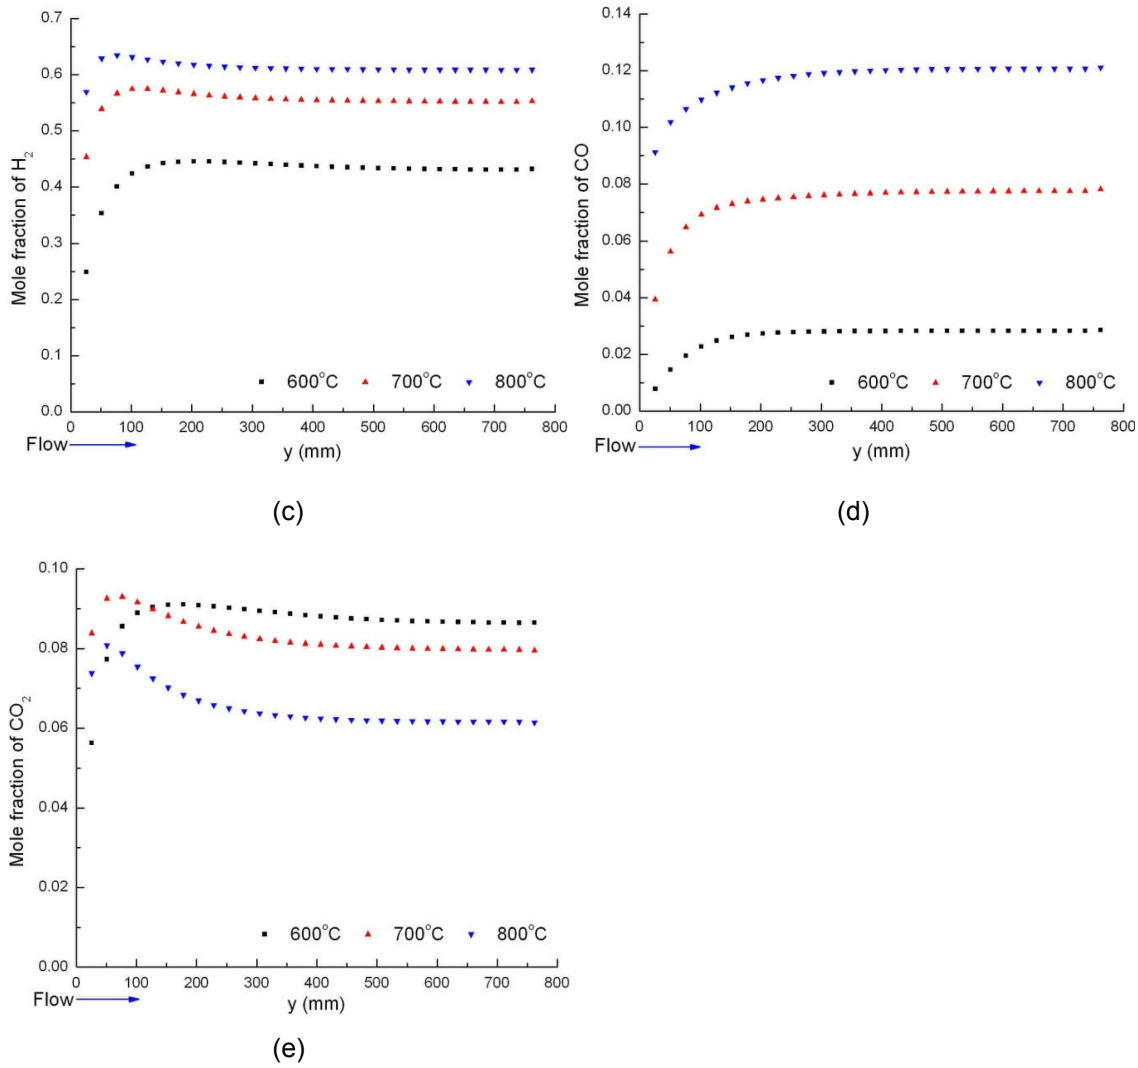 0.7
0.6
0.5
0.4
0.3
0.2
0.1
0.0
Mole fraction of H2
600°C 700°C 800°C
0 100 200 300 400 500 600 700 800
Flow
y (mm)
(c)
0.14
0.12
0.10
0.08
0.06
0.04
0.02
0.00
Mole fraction of CO
600°C 700°C 800°C
0 100 200 300 400 500 600 700 800
Flow
y (mm)
(d)
0.10
0.08
0.06
0.04
0.02
0.00
Mole fraction of CO2
600°C 700°C 800°C
0 100 200 300 400 500 600 700 800
Flow
y (mm)
(e)